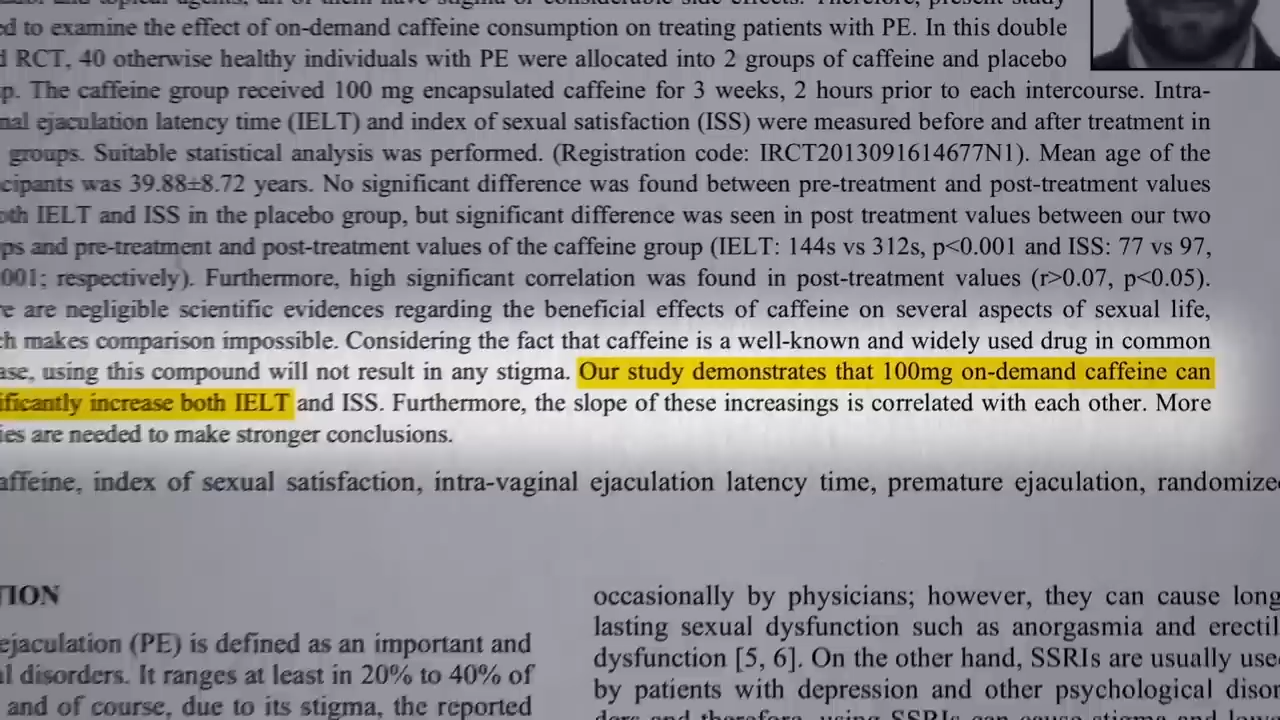 ed to examine the effect of on-demand caffeine consumption on treating patients with PE. In this double
RCT, 40 otherwise healthy individuals with PE were allocated into 2 groups of caffeine and placebo
p. The caffeine group received 100 mg encapsulated caffeine for 3 weeks, 2 hours prior to each intercourse. Intra-
nal ejaculation latency time (IELT) and index of sexual satisfaction (ISS) were measured before and after treatment in
groups. Suitable statistical analysis was performed. (Registration code: IRCT2013091614677N1). Mean age of the
cipants was 39.88±8.72 years. No significant difference was found between pre-treatment and post-treatment values
oth IELT and ISS in the placebo group, but significant difference was seen in post treatment values between our two
ps and pre-treatment and post-treatment values of the caffeine group (IELT: 144s vs 312s, p<0.001 and ISS: 77 vs 97,
001; respectively). Furthermore, high significant correlation was found in post-treatment values (r>0.07, p<0.05).
re are negligible scientific evidences regarding the beneficial effects of caffeine on several aspects of sexual life,
ch makes comparison impossible. Considering the fact that caffeine is a well-known and widely used drug in common
ase, using this compound will not result in any stigma. Our study demonstrates that 100mg on-demand caffeine can
ificantly increase both IELT and ISS. Furthermore, the slope of these increasings is correlated with each other. More
ies are needed to make stronger conclusions.
affeine, index of sexual satisfaction, intra-vaginal ejaculation latency time, premature ejaculation, randomize
TION
ejaculation (PE) is defined as an important and
al disorders. It ranges at least in 20% to 40% of
and of course, due to its stigma, the reported
occasionally by physicians; however, they can cause long
lasting sexual dysfunction such as anorgasmia and erectil
dysfunction [5, 6]. On the other hand, SSRIs are usually use
by patients with depression and other psychological disor